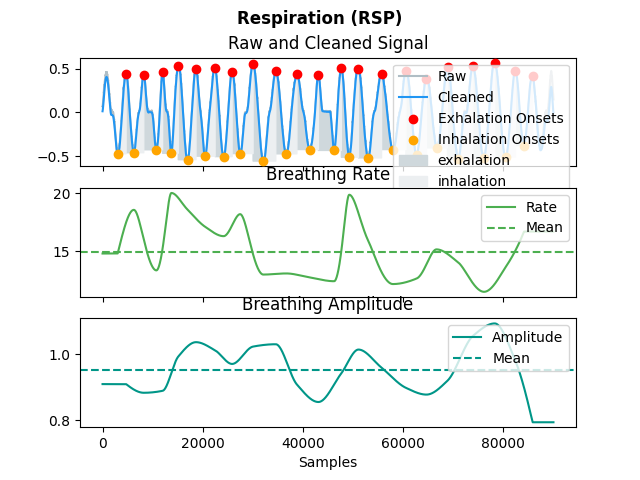 Respiration (RSP)
Raw and Cleaned Signal
0.5
0.0
−0.5
Raw
Cleaned
Exhalation Onsets
Inhalation Onsets
exhalation
inhalation
Breathing Rate
20
15
Rate
Mean
Breathing Amplitude
1.0
0.8
Amplitude
Mean
0
20000
40000
60000
80000
Samples